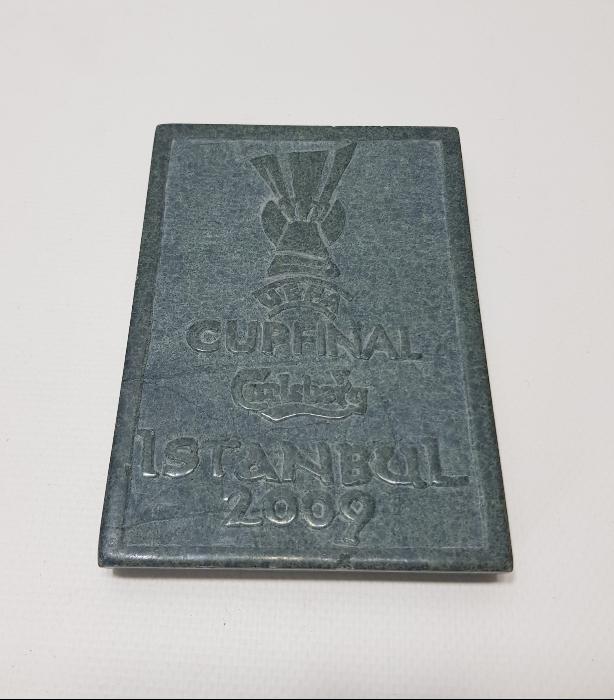 UEFA
CUP FINAL
Carlsberg
ISTANBUL
2009